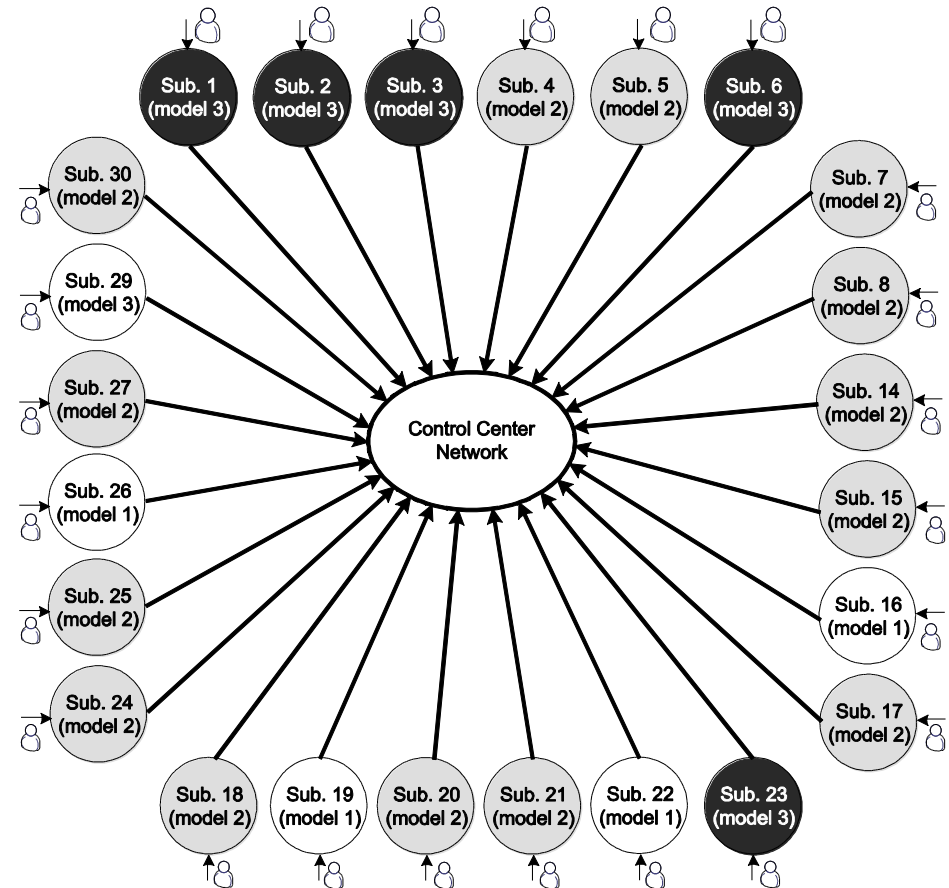 Sub. 1
(model 3)
Sub. 2
(model 3)
Sub. 3
(model 3)
Sub. 4
(model 2)
Sub. 5
(model 2)
Sub. 6
(model 3)
Sub. 30
(model 2)
Sub. 7
(model 2)
Sub. 29
(model 3)
Sub. 8
(model 2)
Sub. 27
(model 2)
Sub. 14
(model 2)
Control Center
Network
Sub. 26
(model 1)
Sub. 15
(model 2)
Sub. 25
(model 2)
Sub. 16
(model 1)
Sub. 24
(model 2)
Sub. 17
(model 2)
Sub. 18
(model 2)
Sub. 19
(model 1)
Sub. 20
(model 2)
Sub. 21
(model 2)
Sub. 22
(model 1)
Sub. 23
(model 3)